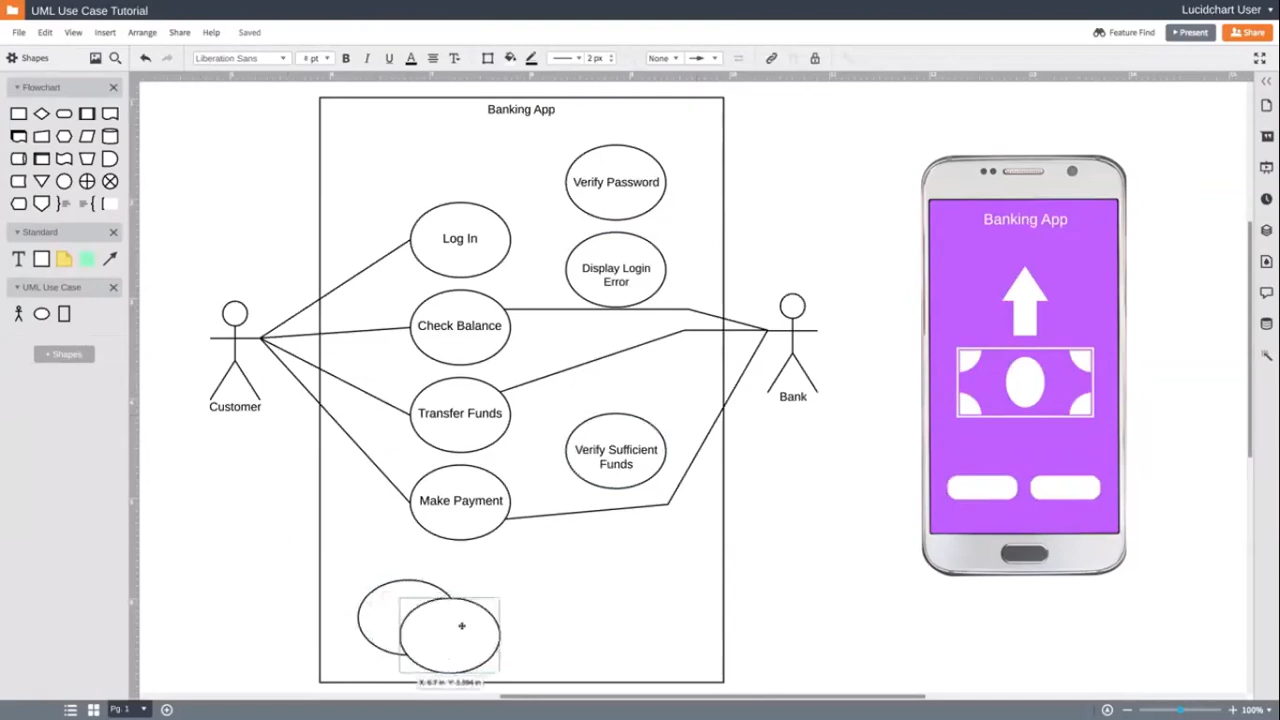 UML Use Case Tutorial
Lucidchart User
File Edit View Insert Arrange Share Help Saved
Feature Find
Present
Share
Shapes
Liberation Sans
8 pt
B I U A T
2 px
None
Flowchart
Standard
T
UML Use Case
+ Shapes
Banking App
Verify Password
Log In
Display Login
Error
Check Balance
Customer
Bank
Transfer Funds
Verify Sufficient
Funds
Make Payment
Banking App
Pg. 1
100%